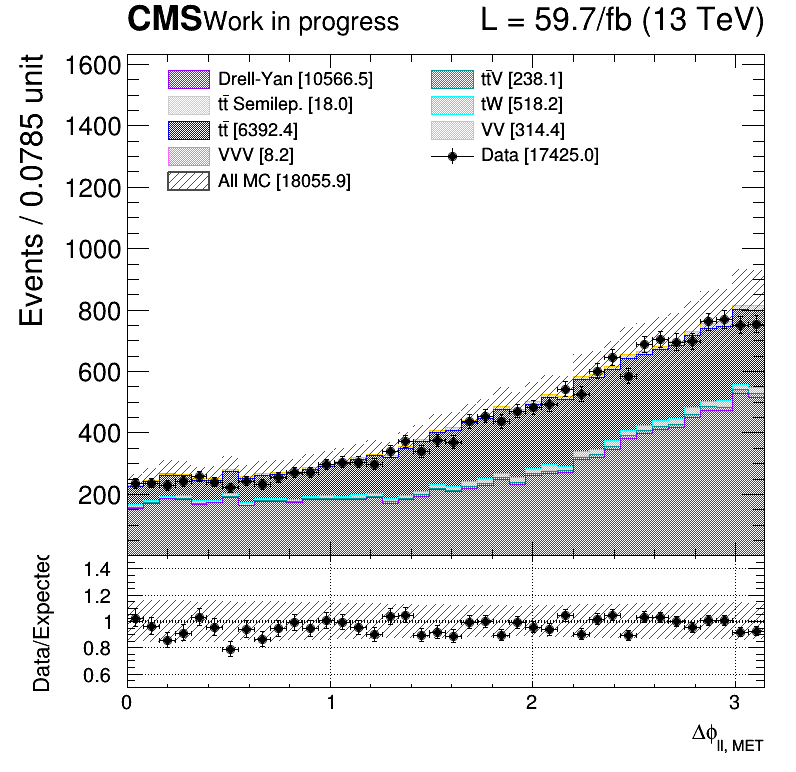 CMS Work in progress L = 59.7/fb (13 TeV)
Events / 0.0785 unit
1600
1400
1200
1000
800
600
400
200
Drell-Yan [10566.5]
tt̄ Semilep. [18.0]
tt̄ [6392.4]
VVV [8.2]
All MC [18055.9]
tt̄V [238.1]
tW [518.2]
VV [314.4]
Data [17425.0]
Data/Expected
1.4
1.2
1
0.8
0.6
0 1 2 3
Δϕll, MET